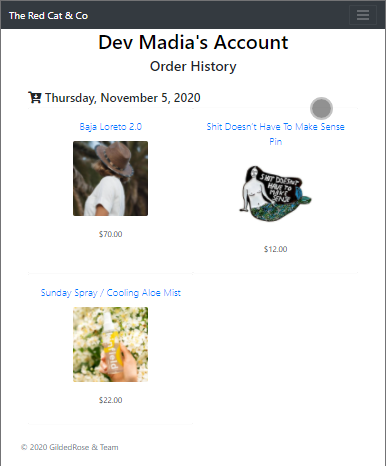 The Red Cat & Co
Dev Madia's Account
Order History
Thursday, November 5, 2020
Baja Loreto 2.0
$70.00
Shit Doesn't Have To Make Sense
Pin
SHIT DOESN'T
HAVE TO
MAKE
SENSE
$12.00
Sunday Spray / Cooling Aloe Mist
$22.00
© 2020 GildedRose & Team